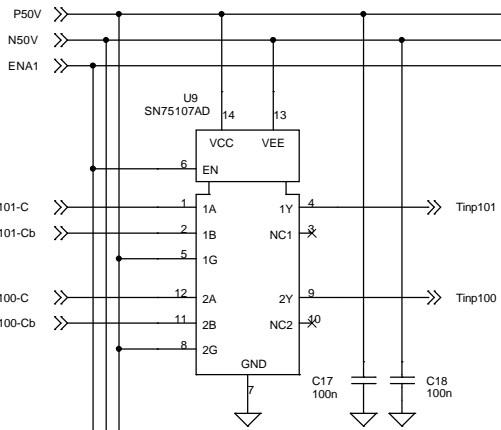 P50V
N50V
ENA1
U9
SN75107AD
14
13
VCC
VEE
6
EN
101-C
1
1A
1Y
4
Tinp101
101-Cb
2
1B
NC1
3
5
1G
100-C
12
2A
2Y
9
Tinp100
100-Cb
11
2B
NC2
10
8
2G
GND
7
C17
100n
C18
100n